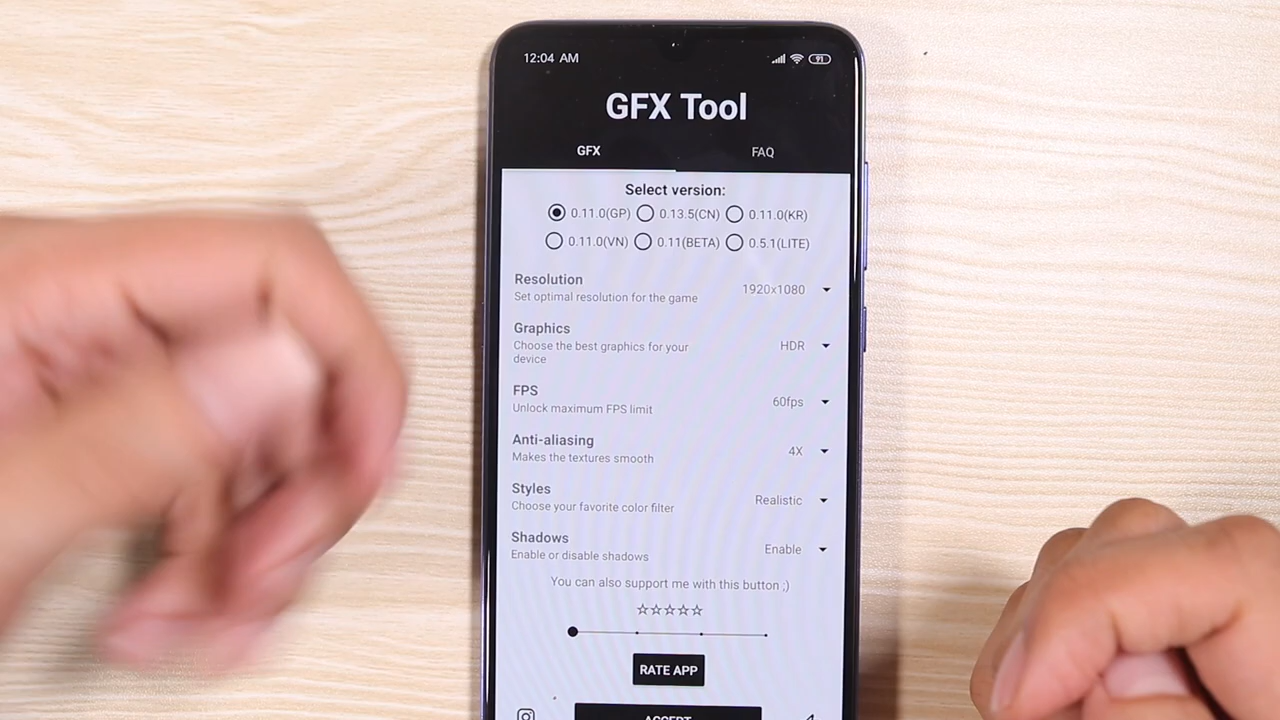 12:04 AM
91
GFX Tool
GFX
FAQ
Select version:
0.11.0(GP) 0.13.5(CN) 0.11.0(KR)
0.11.0(VN) 0.11(BETA) 0.5.1(LITE)
Resolution
Set optimal resolution for the game
1920x1080
Graphics
Choose the best graphics for your
device
HDR
FPS
Unlock maximum FPS limit
60fps
Anti-aliasing
Makes the textures smooth
4X
Styles
Choose your favorite color filter
Realistic
Shadows
Enable or disable shadows
Enable
You can also support me with this button ;)
RATE APP
ACCEPT